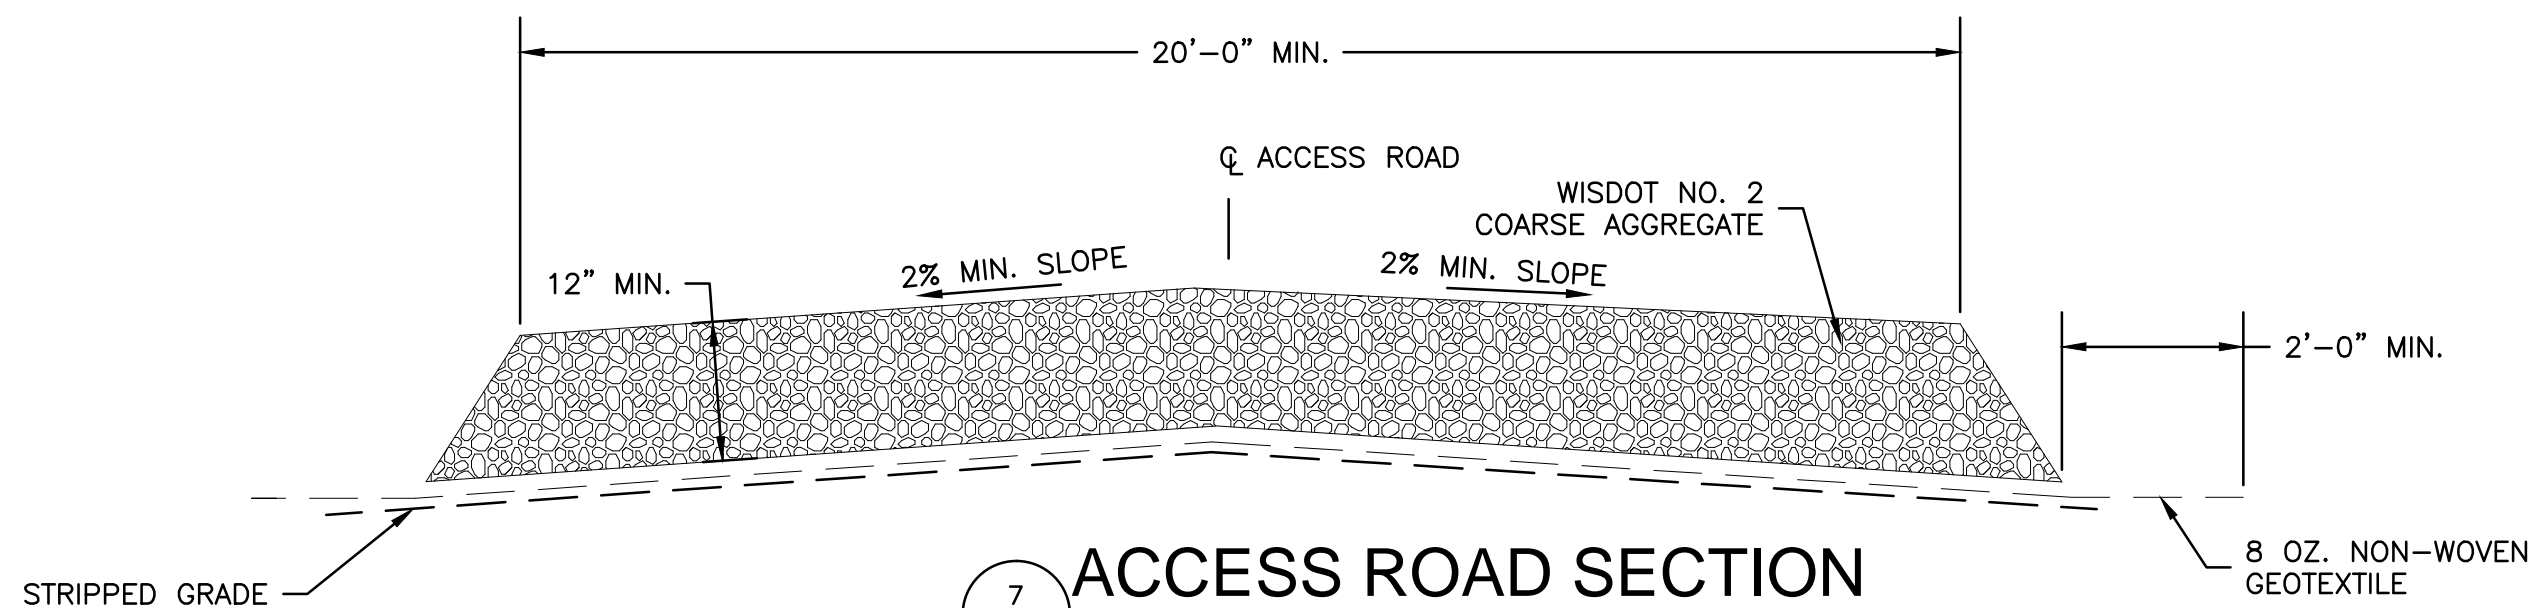 20'-0" MIN.
℄ ACCESS ROAD
WISDOT NO. 2
COARSE AGGREGATE
12" MIN.
2% MIN. SLOPE
2% MIN. SLOPE
2'-0" MIN.
STRIPPED GRADE
7
ACCESS ROAD SECTION
8 OZ. NON-WOVEN
GEOTEXTILE